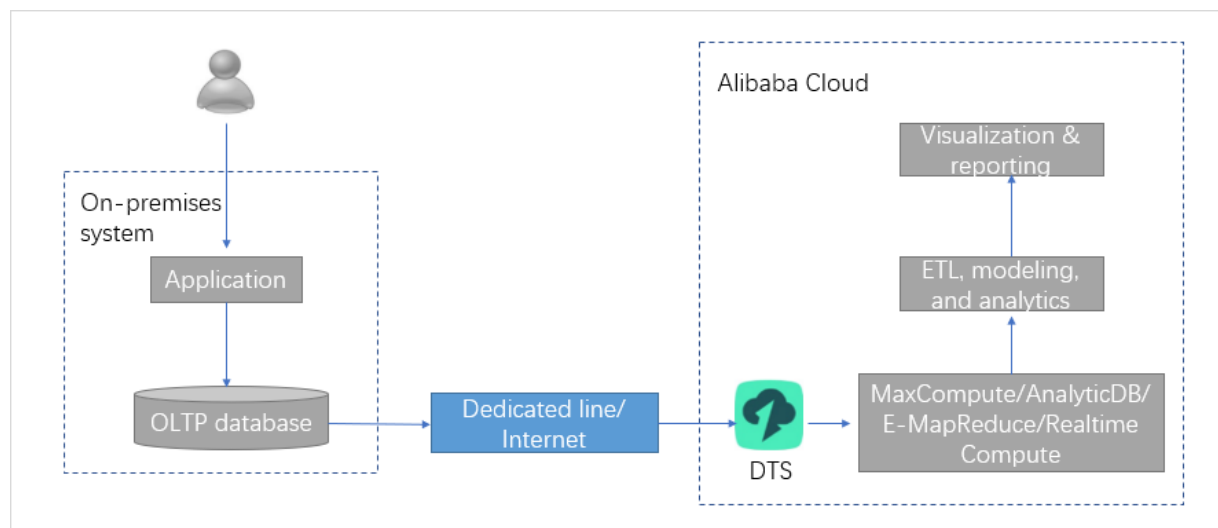 On-premises
system
Application
OLTP database
Dedicated line/
Internet
Alibaba Cloud
Visualization &
reporting
ETL, modeling,
and analytics
MaxCompute/AnalyticDB/
E-MapReduce/Realtime
Compute
DTS